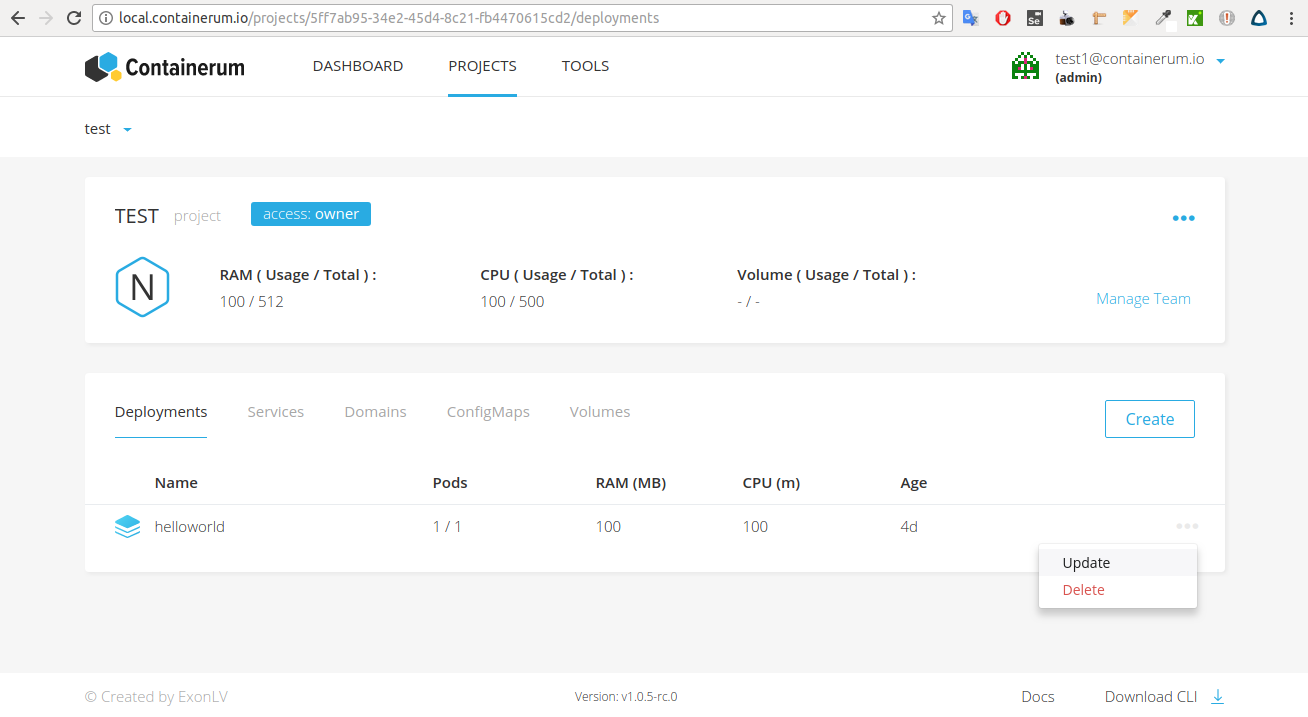 local.containerum.io/projects/5ff7ab95-34e2-45d4-8c21-fb4470615cd2/deployments
Containerum DASHBOARD PROJECTS TOOLS test1@containerum.io
(admin)
test
TEST project access: owner
N
RAM ( Usage / Total ) : CPU ( Usage / Total ) : Volume ( Usage / Total ) :
100 / 512 100 / 500 - / -
Manage Team
Deployments Services Domains ConfigMaps Volumes Create
Name Pods RAM (MB) CPU (m) Age
helloworld 1 / 1 100 100 4d
Update
Delete
© Created by ExonLV Version: v1.0.5-rc.0 Docs Download CLI